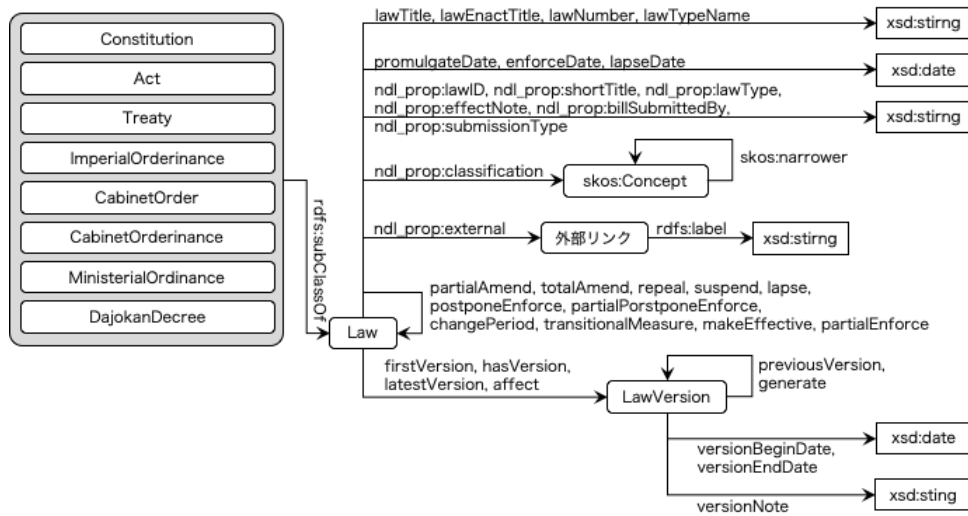 Constitution
Act
Treaty
ImperialOrderinance
CabinetOrder
CabinetOrderinance
MinisterialOrdinance
DajokanDecree
rdfs:subClassOf
Law
lawTitle, lawEnactTitle, lawNumber, lawTypeName
xsd:stirng
promulgateDate, enforceDate, lapseDate
xsd:date
ndl_prop:lawID, ndl_prop:shortTitle, ndl_prop:lawType,
ndl_prop:effectNote, ndl_prop:billSubmittedBy,
ndl_prop:submissionType
xsd:stirng
ndl_prop:classification
skos:Concept
skos:narrower
ndl_prop:external
外部リンク
rdfs:label
xsd:stirng
partialAmend, totalAmend, repeal, suspend, lapse,
postponeEnforce, partialPorstponeEnforce,
changePeriod, transitionalMeasure, makeEffective, partialEnforce
firstVersion, hasVersion,
latestVersion, affect
LawVersion
previousVersion,
generate
versionBeginDate,
versionEndDate
xsd:date
versionNote
xsd:sting